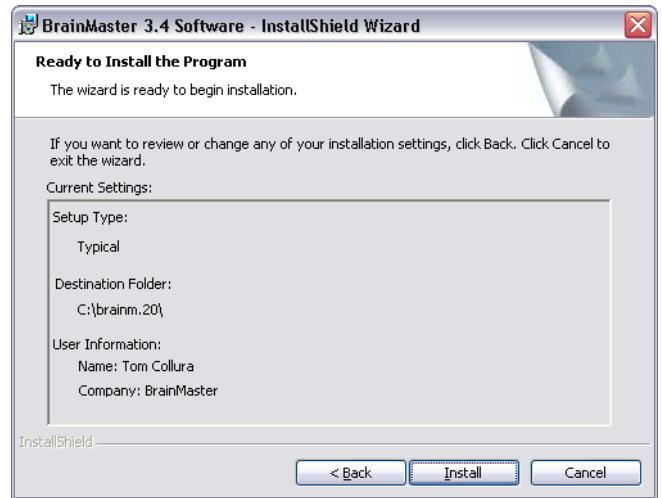 BrainMaster 3.4 Software - InstallShield Wizard
Ready to Install the Program
The wizard is ready to begin installation.
If you want to review or change any of your installation settings, click Back. Click Cancel to
exit the wizard.
Current Settings:
Setup Type:
Typical
Destination Folder:
C:\brainm.20\
User Information:
Name: Tom Collura
Company: BrainMaster
InstallShield
< Back
Install
Cancel